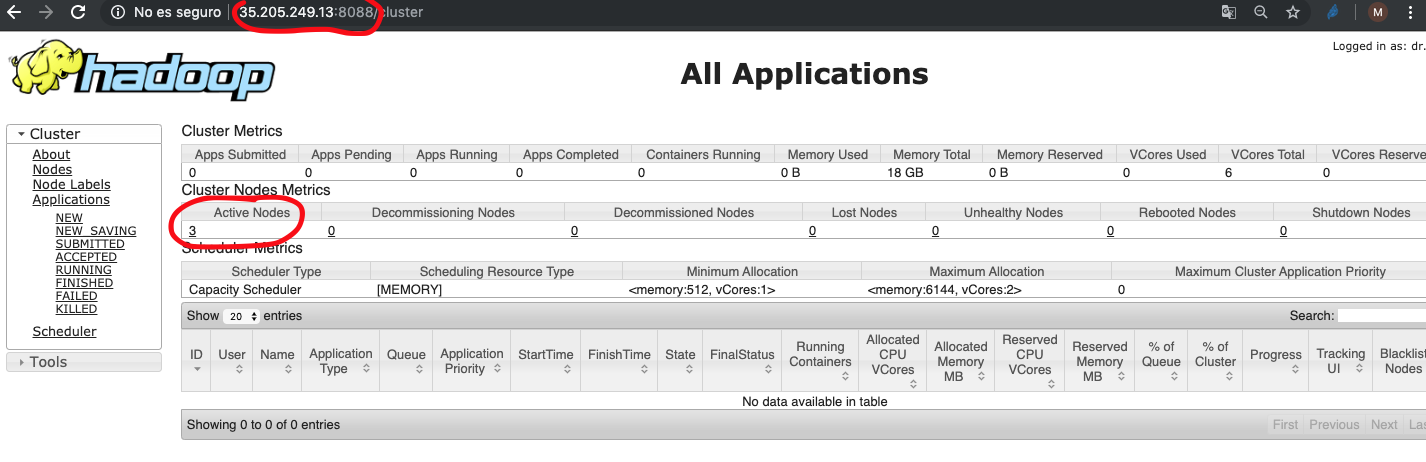 No es seguro 35.205.249.13:8088/cluster M
Logged in as: dr.
hadoop
All Applications
Cluster
About
Nodes
Node Labels
Applications
NEW
NEW_SAVING
SUBMITTED
ACCEPTED
RUNNING
FINISHED
FAILED
KILLED
Scheduler
Tools
Cluster Metrics
Apps Submitted Apps Pending Apps Running Apps Completed Containers Running Memory Used Memory Total Memory Reserved VCores Used VCores Total VCores Reserve
0 0 0 0 0 0 B 18 GB 0 B 0 6 0
Cluster Nodes Metrics
Active Nodes Decommissioning Nodes Decommissioned Nodes Lost Nodes Unhealthy Nodes Rebooted Nodes Shutdown Nodes
3 0 0 0 0 0 0
Scheduler Metrics
Scheduler Type Scheduling Resource Type Minimum Allocation Maximum Allocation Maximum Cluster Application Priority
Capacity Scheduler [MEMORY] <memory:512, vCores:1> <memory:6144, vCores:2> 0
Show 20 entries Search:
ID User Name Application Type Queue Application Priority StartTime FinishTime State FinalStatus Running Containers Allocated CPU VCores Allocated Memory MB Reserved CPU VCores Reserved Memory MB % of Queue % of Cluster Progress Tracking UI Blacklist Nodes
No data available in table
Showing 0 to 0 of 0 entries First Previous Next Las